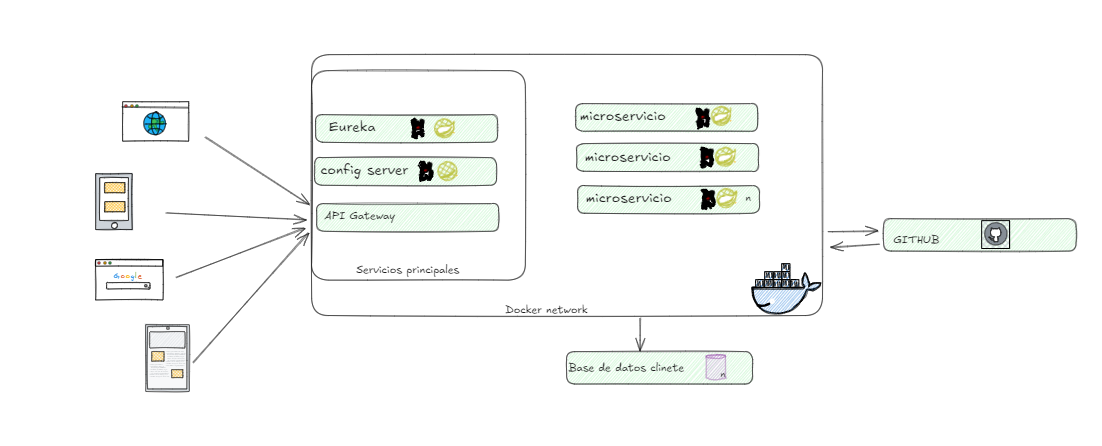 Eureka
config server
API Gateway
Servicios principales
microservicio
microservicio
microservicio n
Docker network
Google
GITHUB
Base de datos clinete n